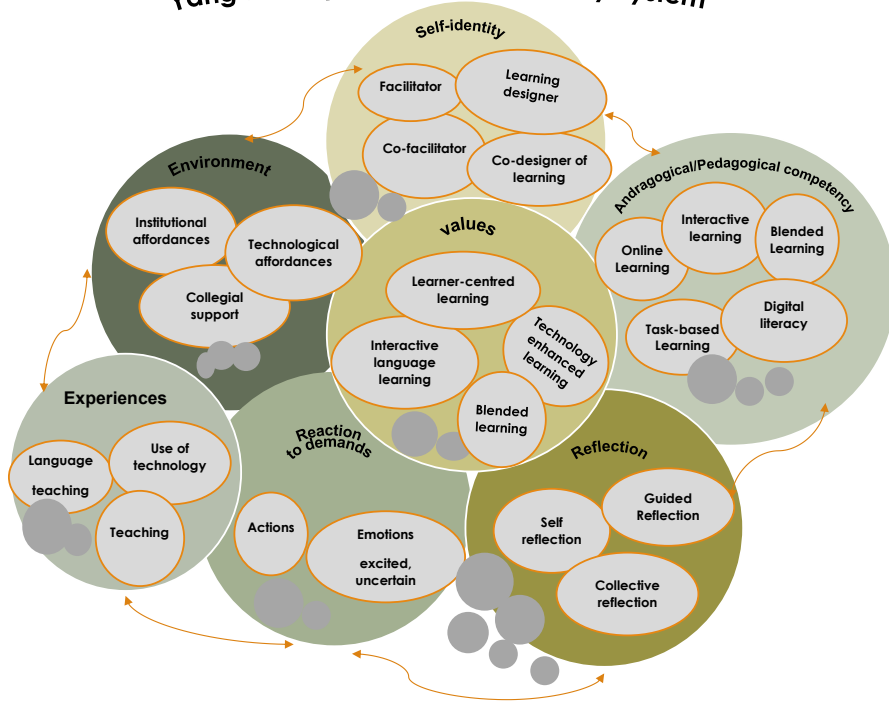 Self-identity
Facilitator
Learning
designer
Co-facilitator
Co-designer of
learning
Environment
Institutional
affordances
Technological
affordances
Collegial
support
values
Learner-centred
learning
Interactive
language
learning
Technology
enhanced
learning
Blended
learning
Andragogical/Pedagogical competency
Online
Learning
Interactive
learning
Blended
Learning
Task-based
Learning
Digital
literacy
Experiences
Language
teaching
Use of
technology
Teaching
Reaction
to demands
Actions
Emotions
excited,
uncertain
Reflection
Self
reflection
Guided
Reflection
Collective
reflection